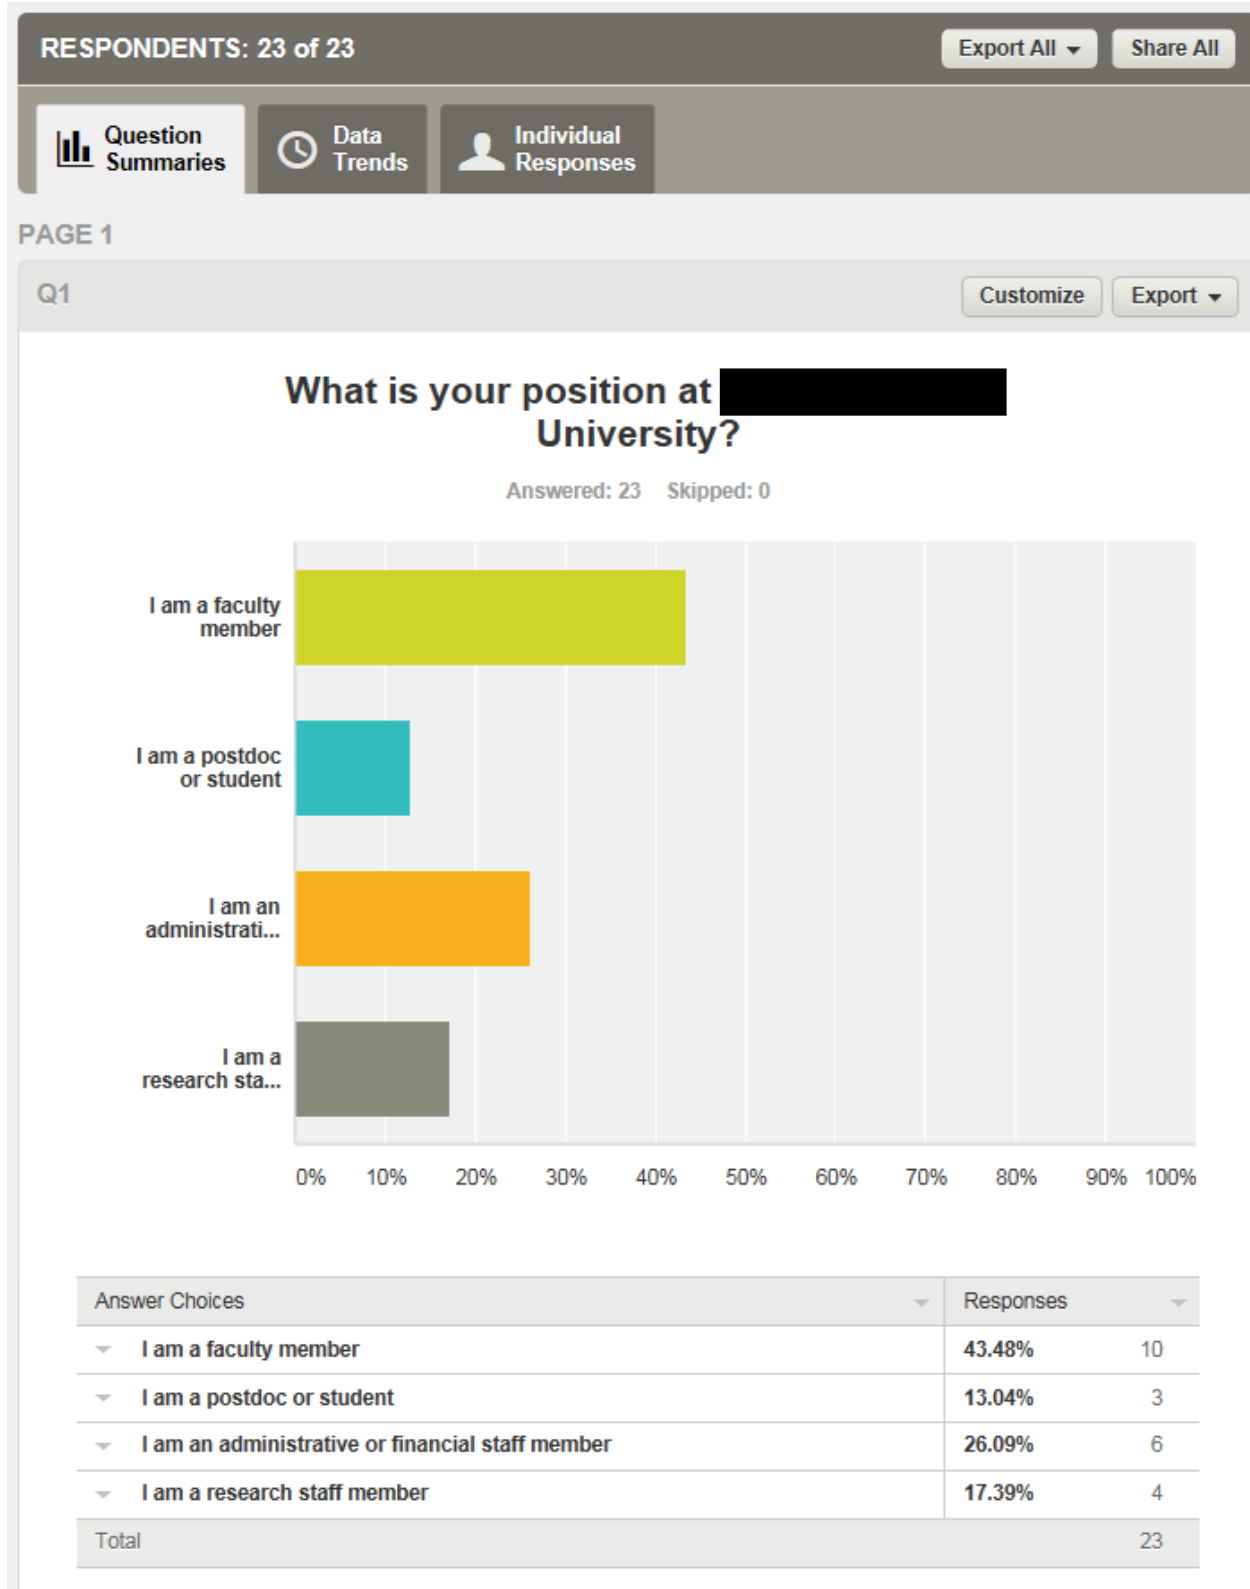 RESPONDENTS: 23 of 23
Export All
Share All
Question
Summaries
Data
Trends
Individual
Responses
PAGE 1
Q1
Customize
Export
What is your position at
University?
Answered: 23 Skipped: 0
I am a faculty
member
I am a postdoc
or student
I am an
administrati...
I am a
research sta...
0% 10% 20% 30% 40% 50% 60% 70% 80% 90% 100%
Answer Choices Responses
I am a faculty member 43.48% 10
I am a postdoc or student 13.04% 3
I am an administrative or financial staff member 26.09% 6
I am a research staff member 17.39% 4
Total 23